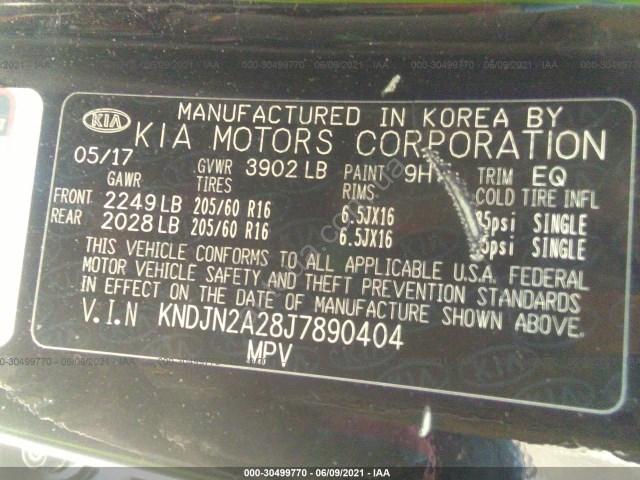 000-30499770 - 06/09/2021 - IAA
MANUFACTURED IN KOREA BY
KIA KIA MOTORS CORPORATION
05/17 GVWR 3902 LB PAINT TRIM EQ
GAWR TIRES RIMS COLD TIRE INFL
FRONT 2249 LB 205/60 R16 6.5JX16 SINGLE
REAR 2028 LB 205/60 R16 6.5JX16 SINGLE
THIS VEHICLE CONFORMS TO ALL APPLICABLE U.S.A. FEDERAL
MOTOR VEHICLE SAFETY AND THEFT PREVENTION STANDARDS
IN EFFECT ON THE DATE OF MANUFACTURE SHOWN ABOVE.
V.I.N KNDJN2A28J7890404
MPV
000-30499770 - 06/09/2021 - IAA